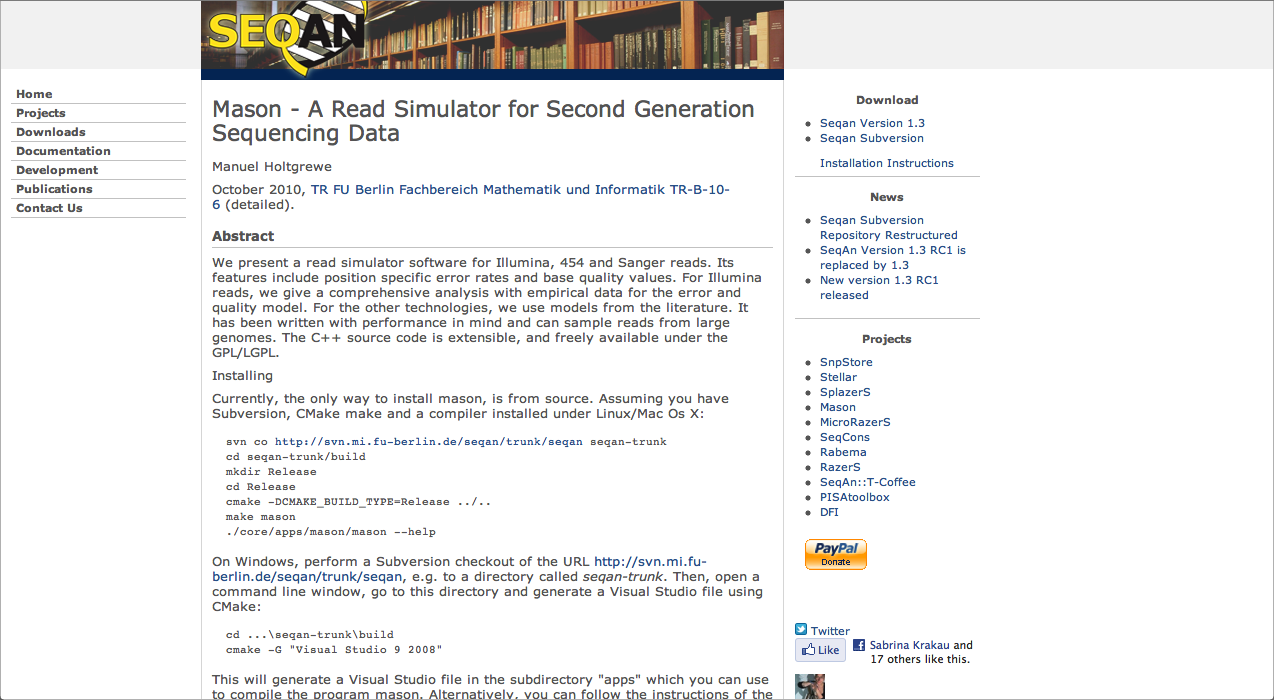 SEQAN
Home
Projects
Downloads
Documentation
Development
Publications
Contact Us
Mason - A Read Simulator for Second Generation
Sequencing Data
Manuel Holtgrewe
October 2010, TR FU Berlin Fachbereich Mathematik und Informatik TR-B-10-
6 (detailed).
Abstract
We present a read simulator software for Illumina, 454 and Sanger reads. Its
features include position specific error rates and base quality values. For Illumina
reads, we give a comprehensive analysis with empirical data for the error and
quality model. For the other technologies, we use models from the literature. It
has been written with performance in mind and can sample reads from large
genomes. The C++ source code is extensible, and freely available under the
GPL/LGPL.
Installing
Currently, the only way to install mason, is from source. Assuming you have
Subversion, CMake make and a compiler installed under Linux/Mac Os X:
svn co http://svn.mi.fu-berlin.de/seqan/trunk/seqan seqan-trunk
cd seqan-trunk/build
mkdir Release
cd Release
cmake -DCMAKE_BUILD_TYPE=Release ../..
make mason
./core/apps/mason/mason --help
On Windows, perform a Subversion checkout of the URL http://svn.mi.fu-
berlin.de/seqan/trunk/seqan, e.g. to a directory called seqan-trunk. Then, open a
command line window, go to this directory and generate a Visual Studio file using
CMake:
cd ...\seqan-trunk\build
cmake -G "Visual Studio 9 2008"
This will generate a Visual Studio file in the subdirectory "apps" which you can use
to compile the program mason. Alternatively, you can follow the instructions of the
Download
Seqan Version 1.3
Seqan Subversion
Installation Instructions
News
Seqan Subversion
Repository Restructured
SeqAn Version 1.3 RC1 is
replaced by 1.3
New version 1.3 RC1
released
Projects
SnpStore
Stellar
SplazerS
Mason
MicroRazerS
SeqCons
Rabema
RazerS
SeqAn::T-Coffee
PISAtoolbox
DFI
PayPal
Donate
Twitter
Like
Sabrina Krakau and
17 others like this.